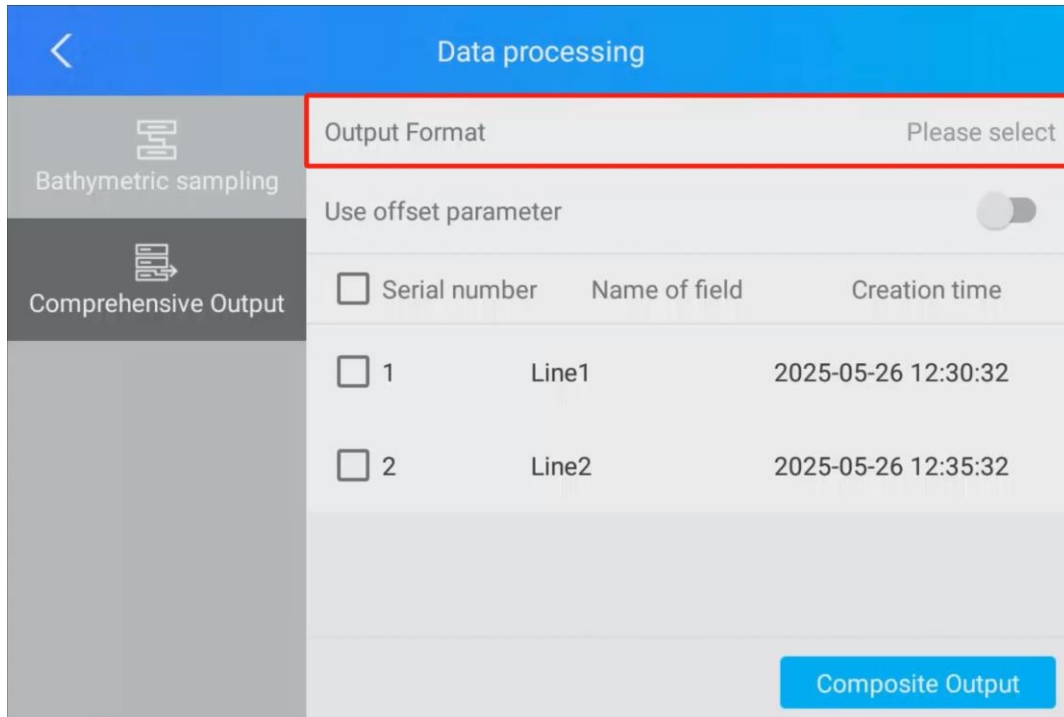 Data processing
Bathymetric sampling
Comprehensive Output
Output Format Please select
Use offset parameter
Serial number Name of field Creation time
1 Line1 2025-05-26 12:30:32
2 Line2 2025-05-26 12:35:32
Composite Output